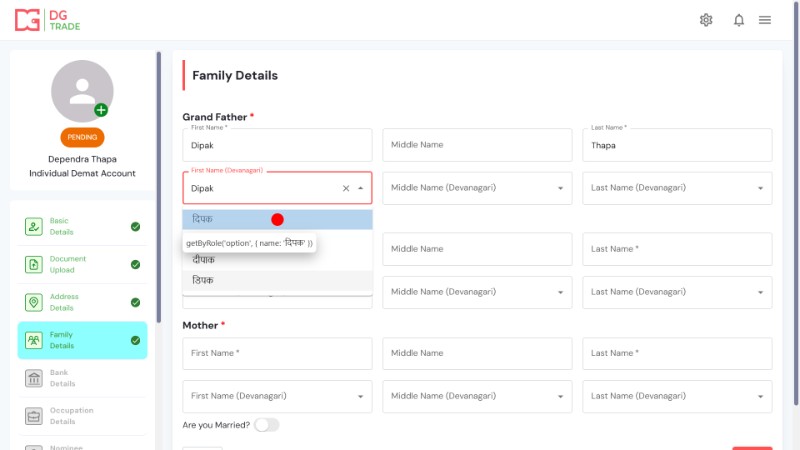 DG
TRADE
Family Details
PENDING
Dependra Thapa
Individual Demat Account
Basic
Details
Document
Upload
Address
Details
Family
Details
Bank
Details
Occupation
Details
Nominee
Grand Father *
First Name *
Dipak
Middle Name
Last Name *
Thapa
First Name (Devanagari)
Dipak
Middle Name (Devanagari)
Last Name (Devanagari)
दिपक
getByRole('option', { name: 'दिपक' })
दीपाक
डिपक
Middle Name
Last Name *
Middle Name (Devanagari)
Last Name (Devanagari)
Mother *
First Name *
Middle Name
Last Name *
First Name (Devanagari)
Middle Name (Devanagari)
Last Name (Devanagari)
Are you Married?